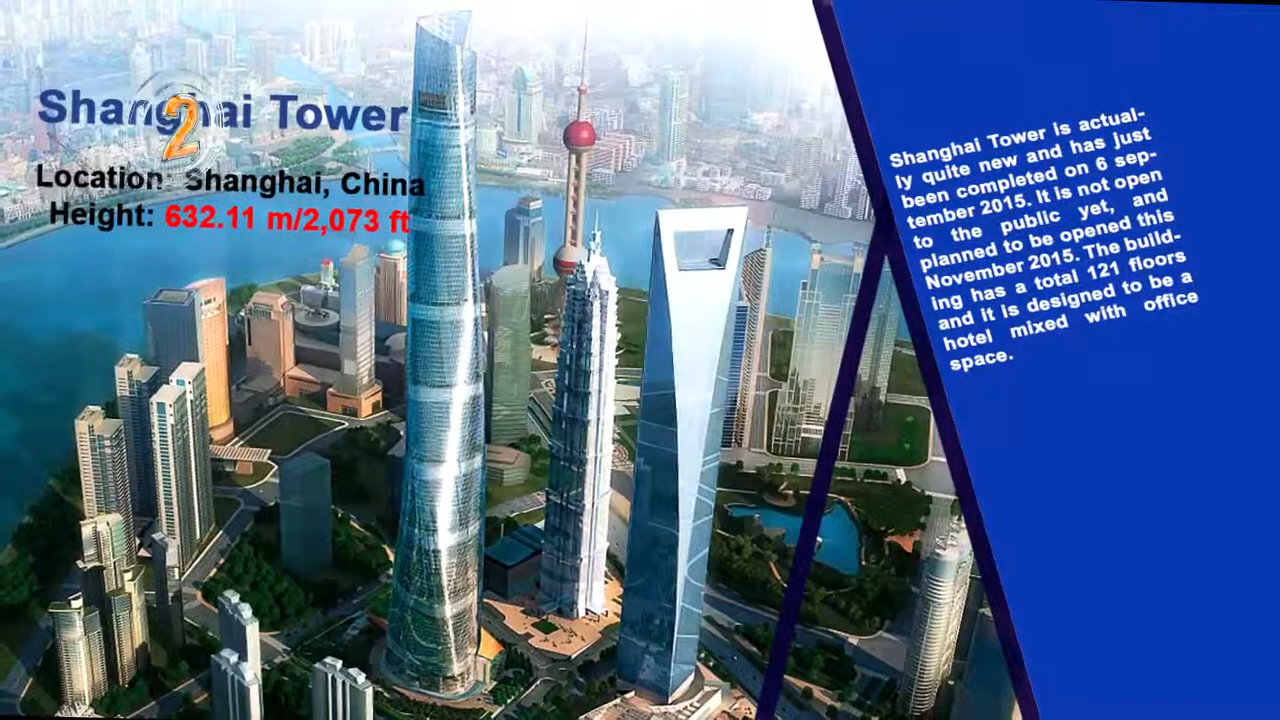 Shanghai Tower
2
Location: Shanghai, China
Height: 632.11 m/2,073 ft
Shanghai Tower is actual-
ly quite new and has just
been completed on 6 sep-
tember 2015. It is not open
to the public yet, and
planned to be opened this
November 2015. The build-
ing has a total 121 floors
and it is designed to be a
hotel mixed with office
space.